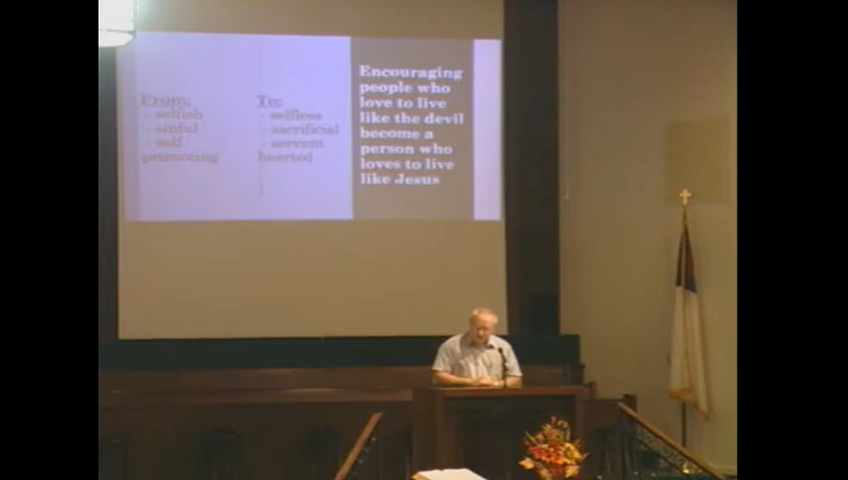 From:
- selfish
- sinful
- self
promoting
To:
- selfless
- sacrificial
- servant
hearted
Encouraging
people who
love to live
like the devil
become a
person who
loves to live
like Jesus